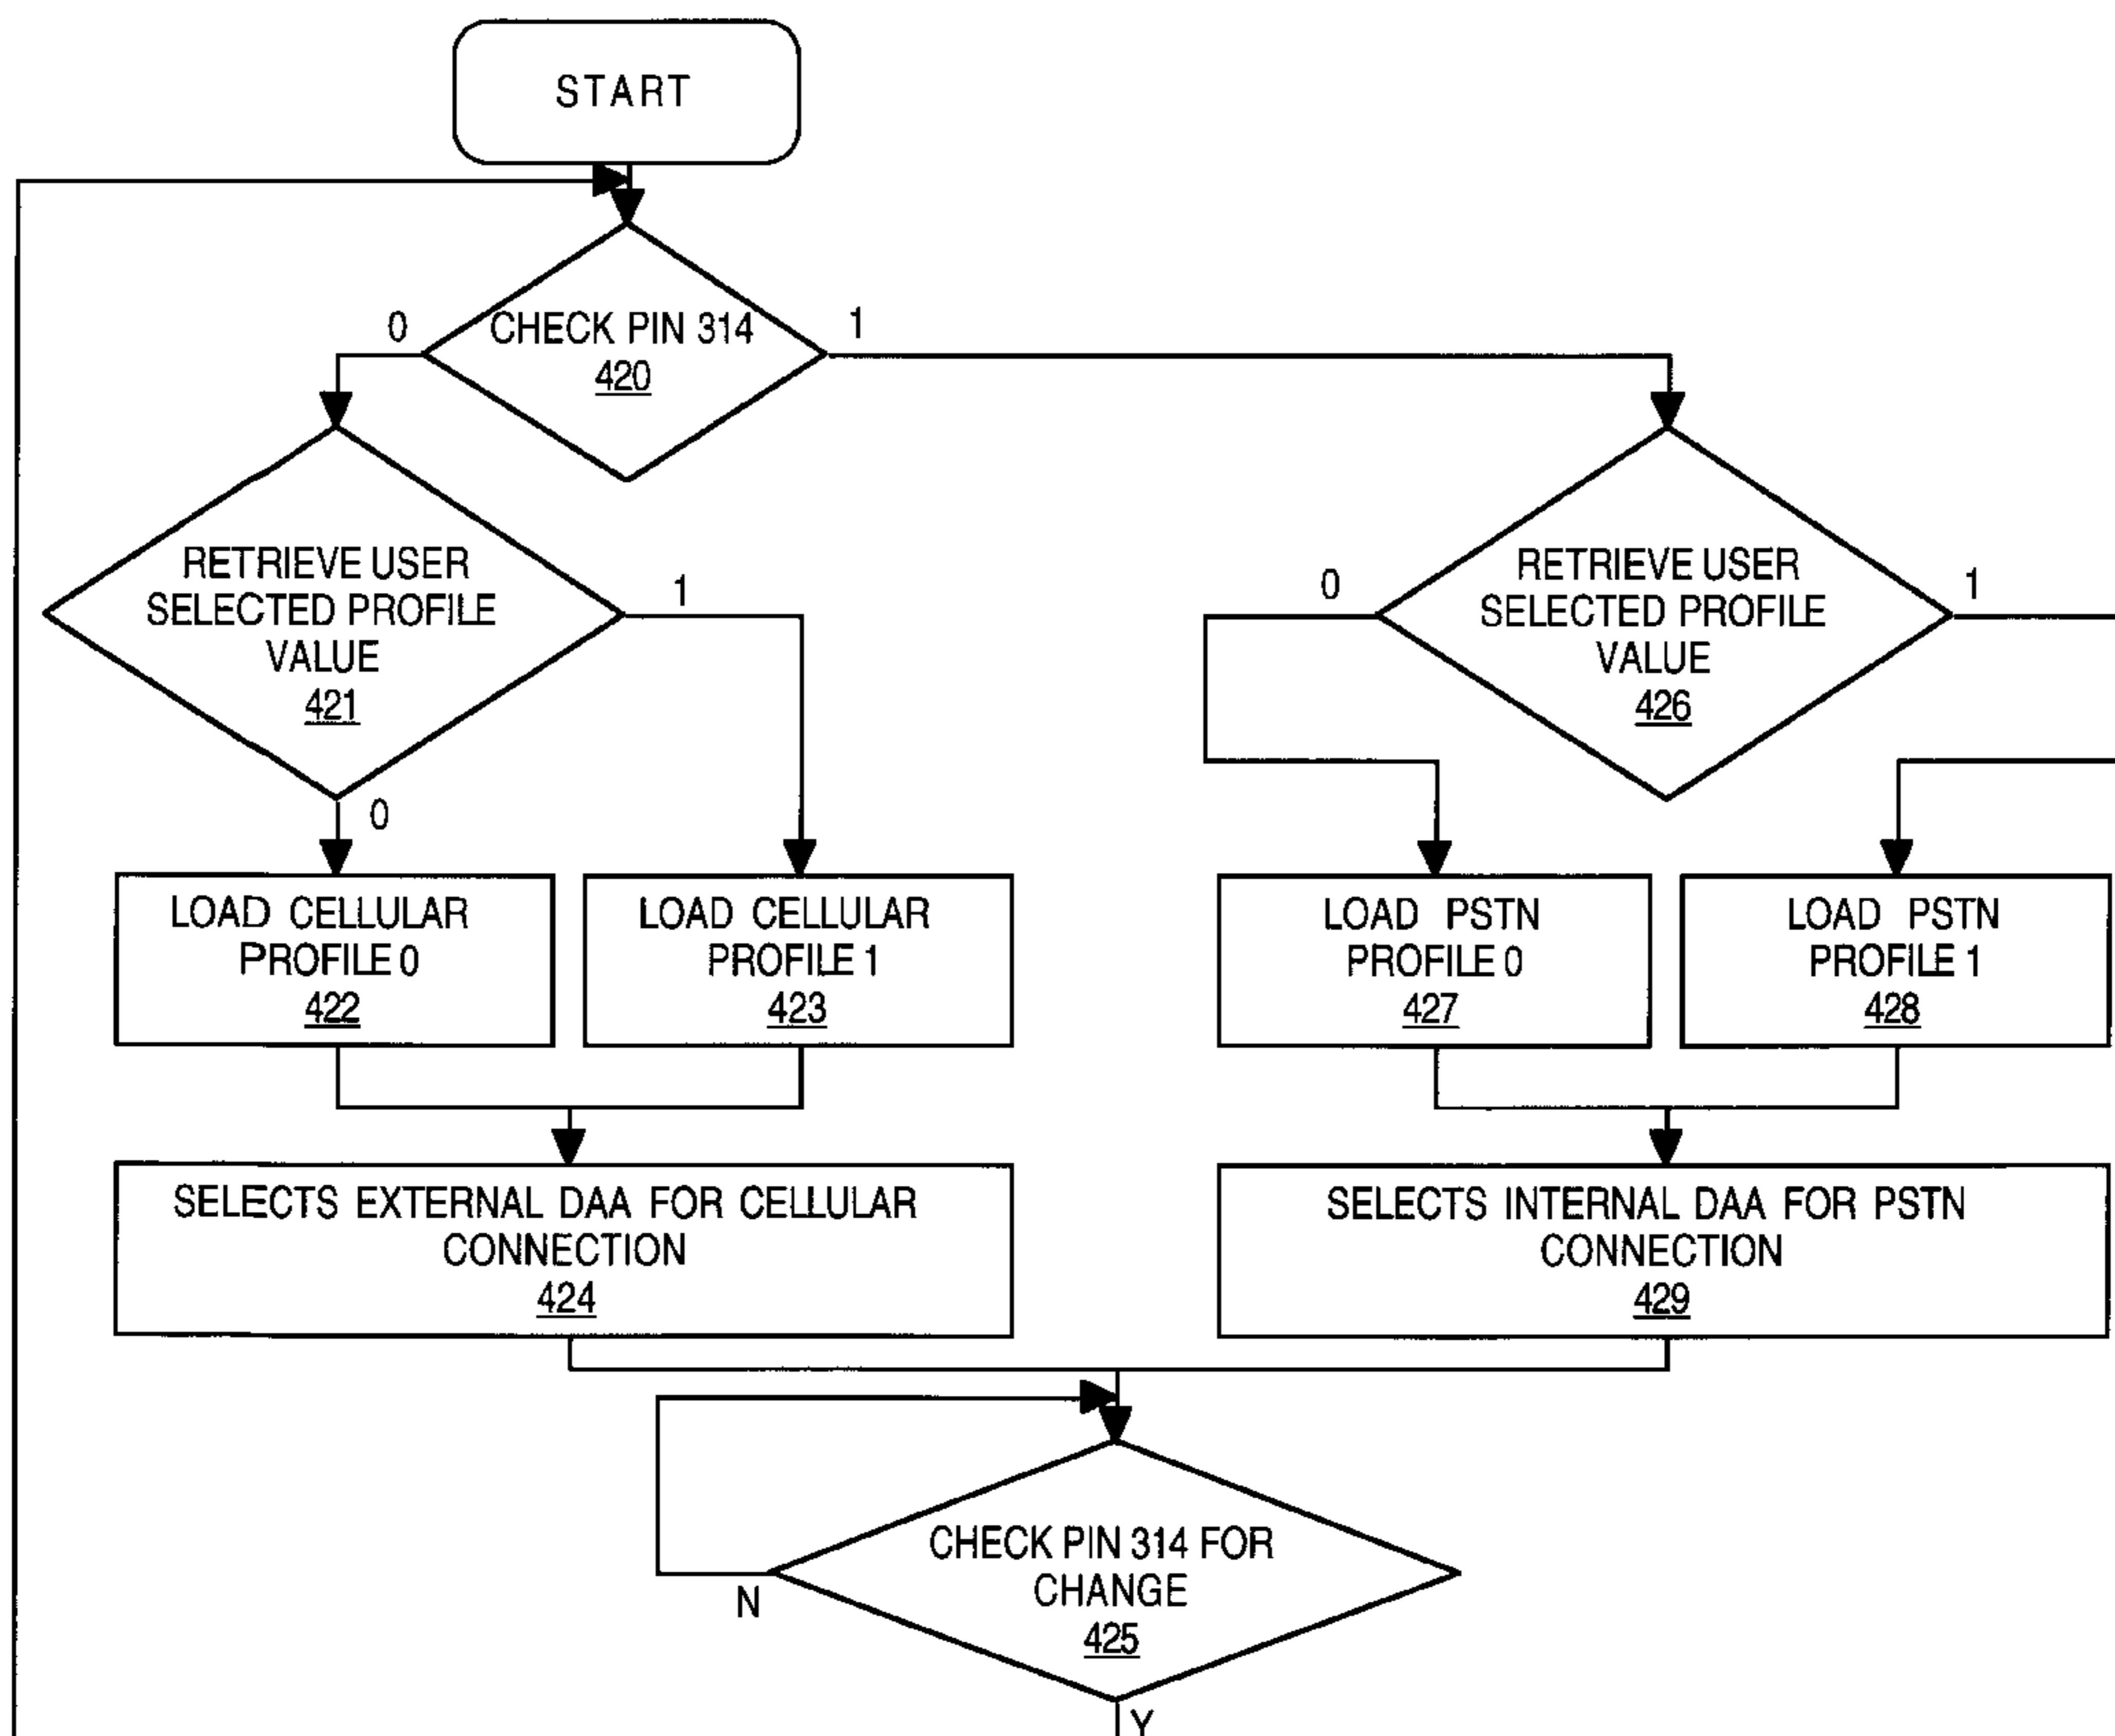 START
0
CHECK PIN 314
1
420
RETRIEVE USER
SELECTED PROFILE
VALUE
421
1
0
0
RETRIEVE USER
SELECTED PROFILE
VALUE
426
1
LOAD CELLULAR
PROFILE 0
422
LOAD CELLULAR
PROFILE 1
423
LOAD PSTN
PROFILE 0
427
LOAD PSTN
PROFILE 1
428
SELECTS EXTERNAL DAA FOR CELLULAR
CONNECTION
424
SELECTS INTERNAL DAA FOR PSTN
CONNECTION
429
CHECK PIN 314 FOR
CHANGE
425
N
Y